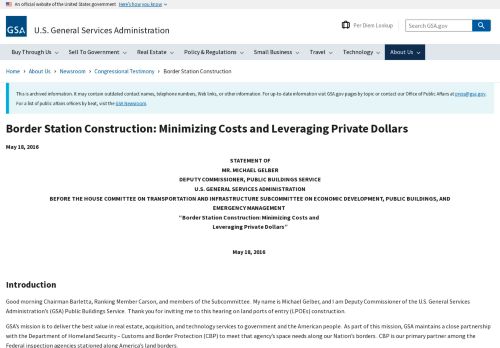 An official website of the United States government Here's how you know
GSA U.S. General Services Administration
Per Diem Lookup
Search GSA.gov
Buy Through Us Sell To Government Real Estate Policy & Regulations Small Business Travel Technology About Us
Home › About Us › Newsroom › Congressional Testimony › Border Station Construction
This is archived information. It may contain outdated contact names, telephone numbers, Web links, or other information. For up-to-date information visit GSA.gov pages by topic or contact our Office of Public Affairs at press@gsa.gov.
For a list of public affairs officers by beat, visit the GSA Newsroom.
Border Station Construction: Minimizing Costs and Leveraging Private Dollars
May 18, 2016
STATEMENT OF
MR. MICHAEL GELBER
DEPUTY COMMISSIONER, PUBLIC BUILDINGS SERVICE
U.S. GENERAL SERVICES ADMINISTRATION
BEFORE THE HOUSE COMMITTEE ON TRANSPORTATION AND INFRASTRUCTURE SUBCOMMITTEE ON ECONOMIC DEVELOPMENT, PUBLIC BUILDINGS, AND
EMERGENCY MANAGEMENT
"Border Station Construction: Minimizing Costs and
Leveraging Private Dollars"
May 18, 2016
Introduction
Good morning Chairman Barletta, Ranking Member Carson, and members of the Subcommittee. My name is Michael Gelber, and I am Deputy Commissioner of the U.S. General Services
Administration's (GSA) Public Buildings Service. Thank you for inviting me to this hearing on land ports of entry (LPOEs) construction.
GSA's mission is to deliver the best value in real estate, acquisition, and technology services to government and the American people. As part of this mission, GSA maintains a close partnership
with the Department of Homeland Security – Customs and Border Protection (CBP) to meet that agency's space needs along our Nation's borders. CBP is our primary partner among the
Federal inspection agencies stationed along America's land borders.